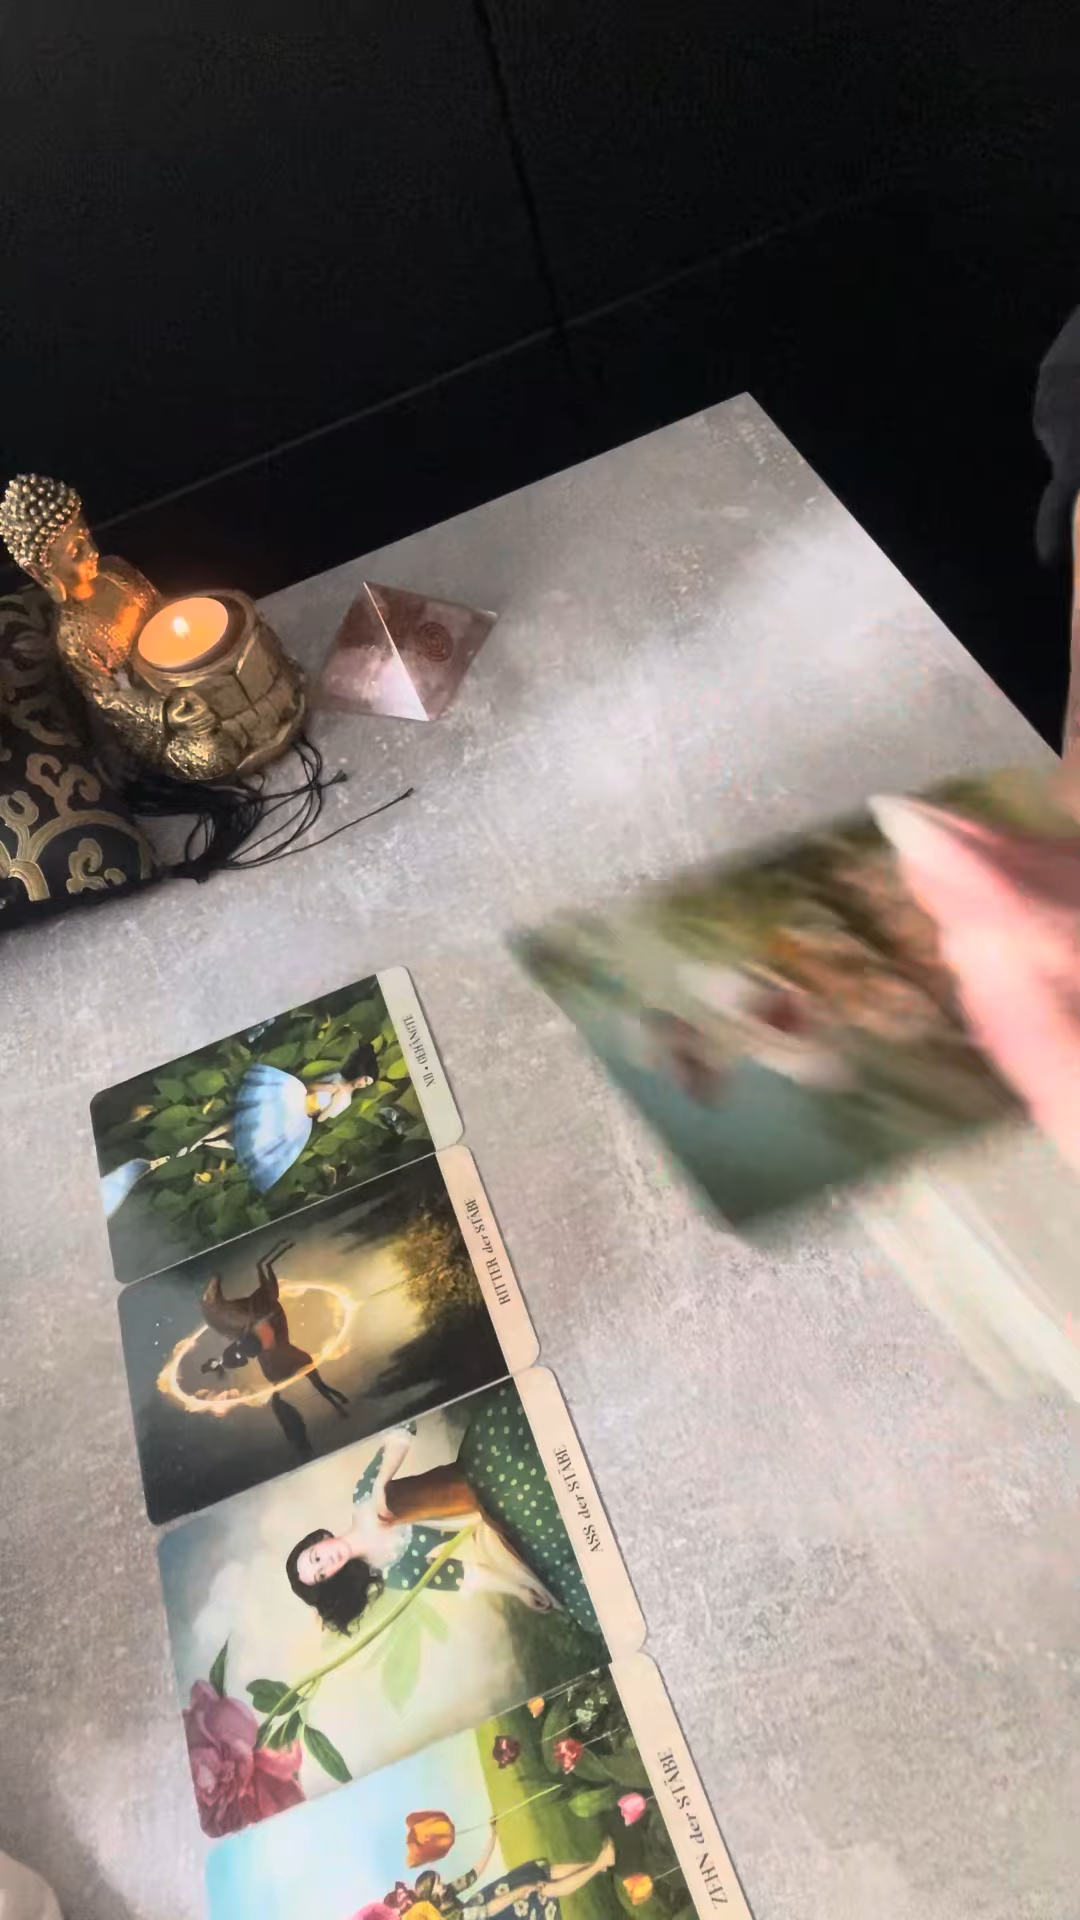 XII • GEHÄNGTE
RITTER der STÄBE
ASS der STÄBE
ZEHN der STÄBE